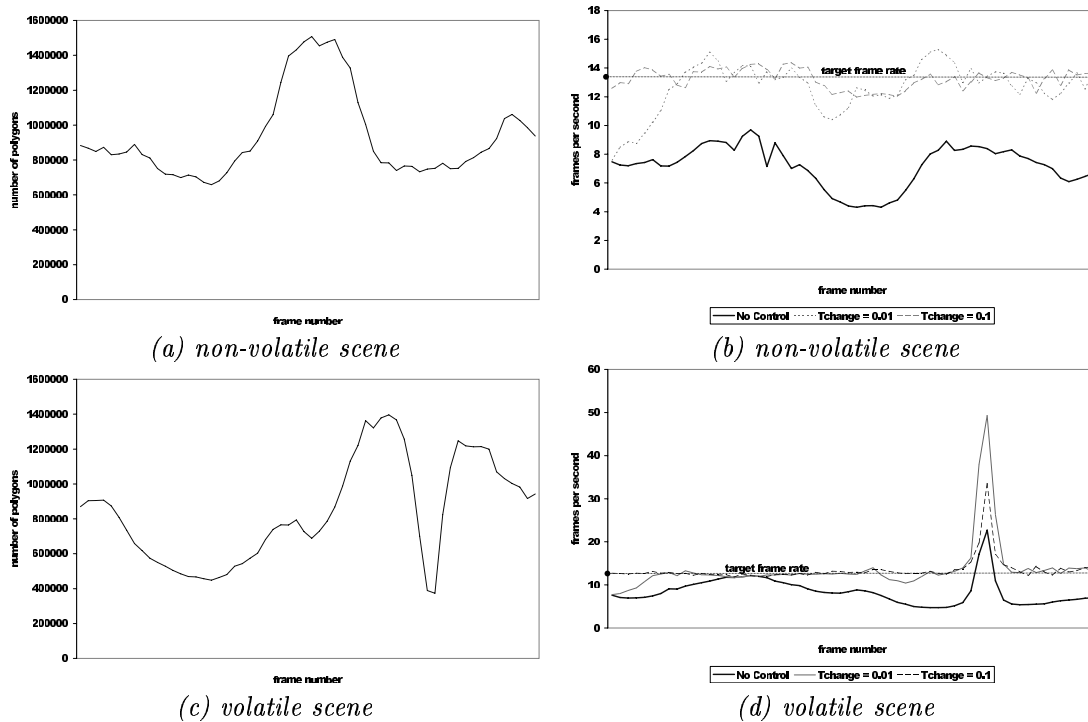 1600000
1400000
1200000
1000000
800000
600000
400000
200000
0
number of polygons
frame number
(a) non-volatile scene
18
16
14
12
10
8
6
4
2
0
frames per second
target frame rate
frame number
No Control Tchange = 0.01 Tchange = 0.1
(b) non-volatile scene
1600000
1400000
1200000
1000000
800000
600000
400000
200000
0
number of polygons
frame number
(c) volatile scene
60
50
40
30
20
10
0
frames per second
target frame rate
frame number
No Control Tchange = 0.01 Tchange = 0.1
(d) volatile scene